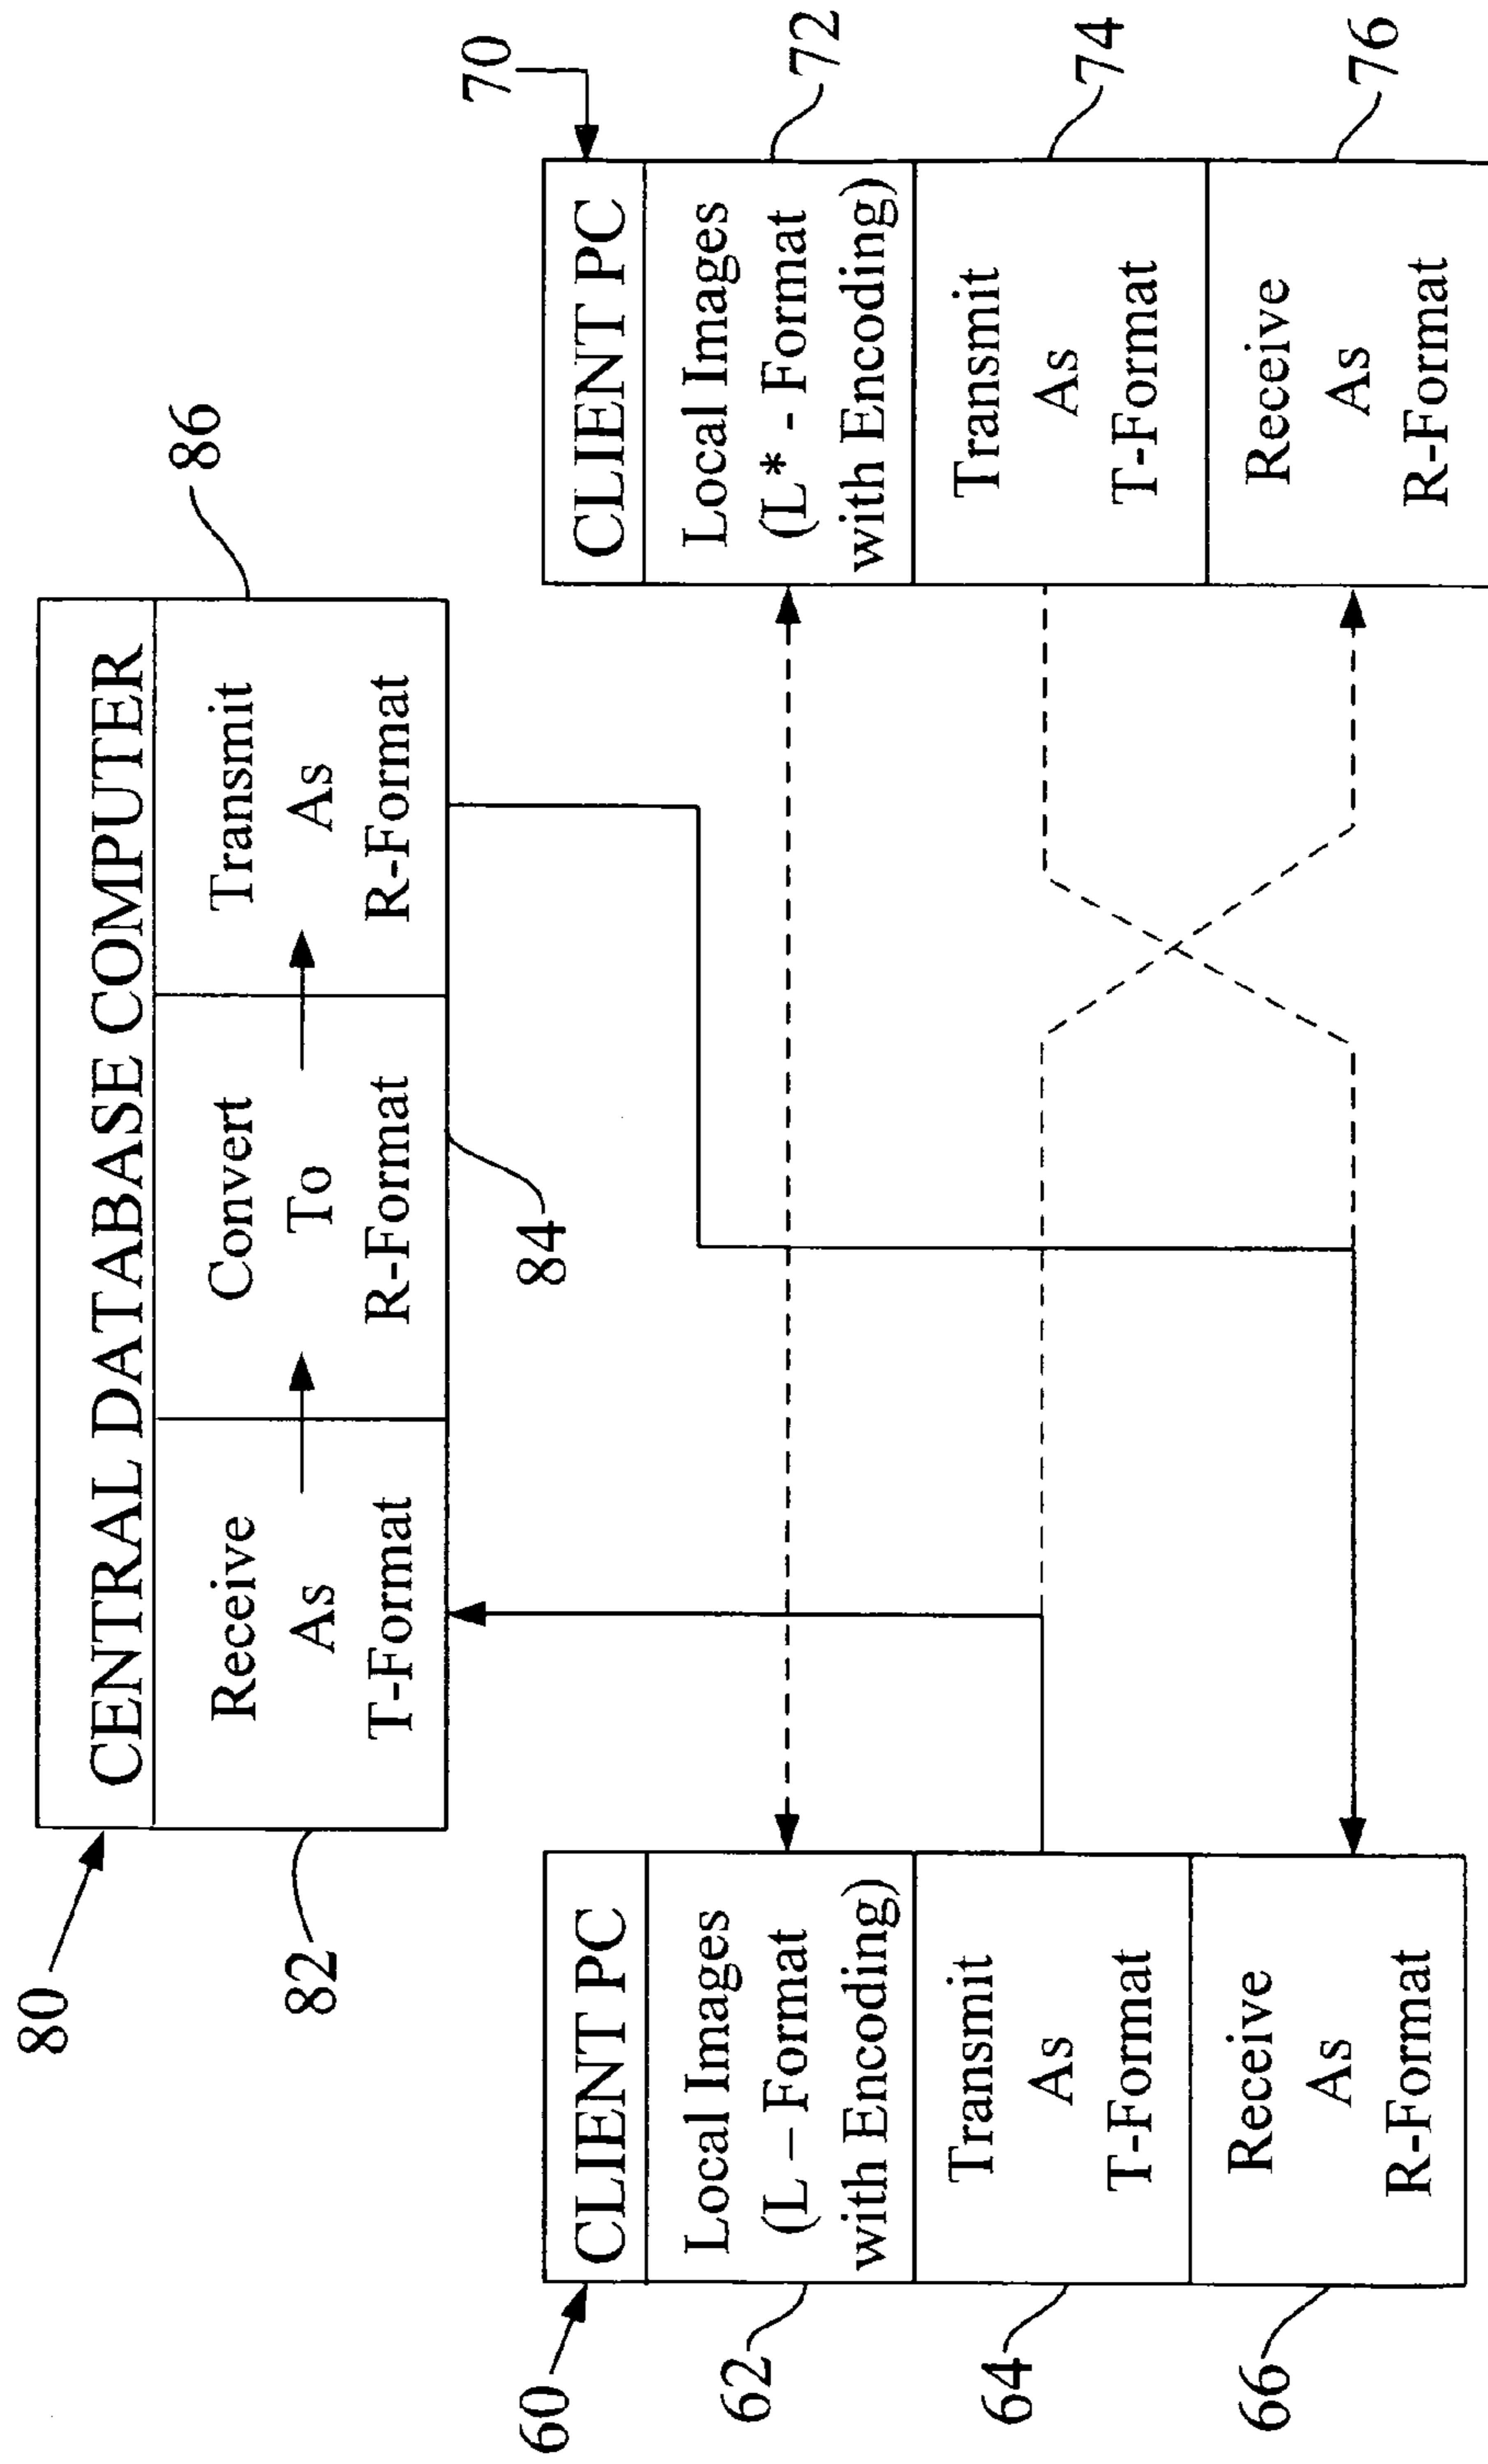 80
CENTRAL DATABASE COMPUTER
Receive
As
T-Format
Convert
To
R-Format
Transmit
As
R-Format
82
84
86
60
CLIENT PC
Local Images
(L – Format
with Encoding)
Transmit
As
T-Format
Receive
As
R-Format
62
64
66
70
CLIENT PC
Local Images
(L* - Format
with Encoding)
Transmit
As
T-Format
Receive
As
R-Format
72
74
76